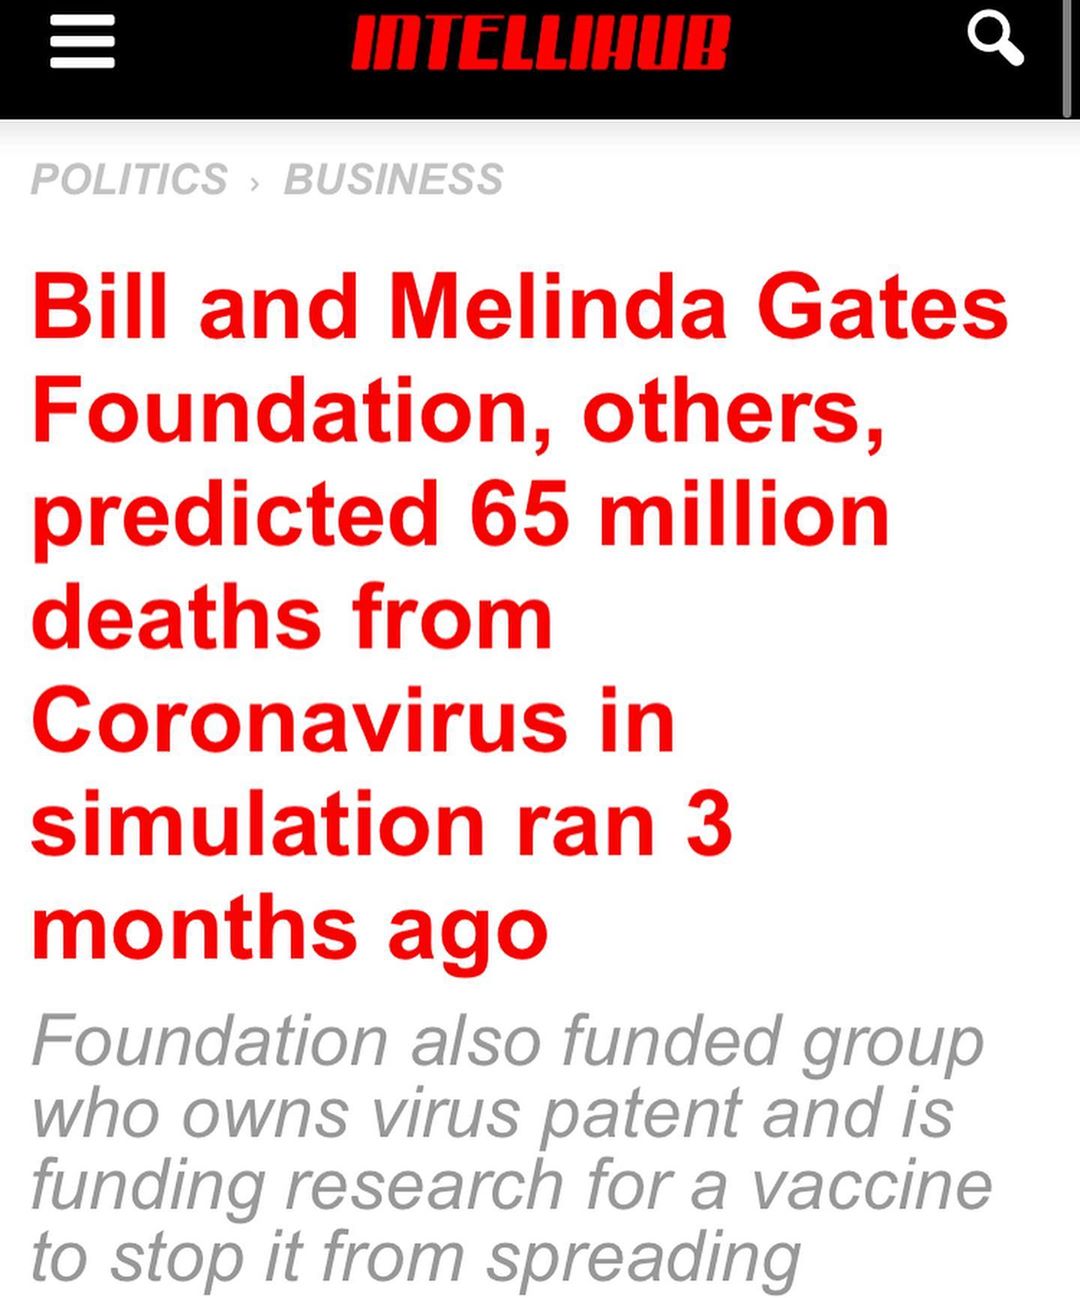 INTELLIHUB
POLITICS › BUSINESS
Bill and Melinda Gates
Foundation, others,
predicted 65 million
deaths from
Coronavirus in
simulation ran 3
months ago
Foundation also funded group
who owns virus patent and is
funding research for a vaccine
to stop it from spreading